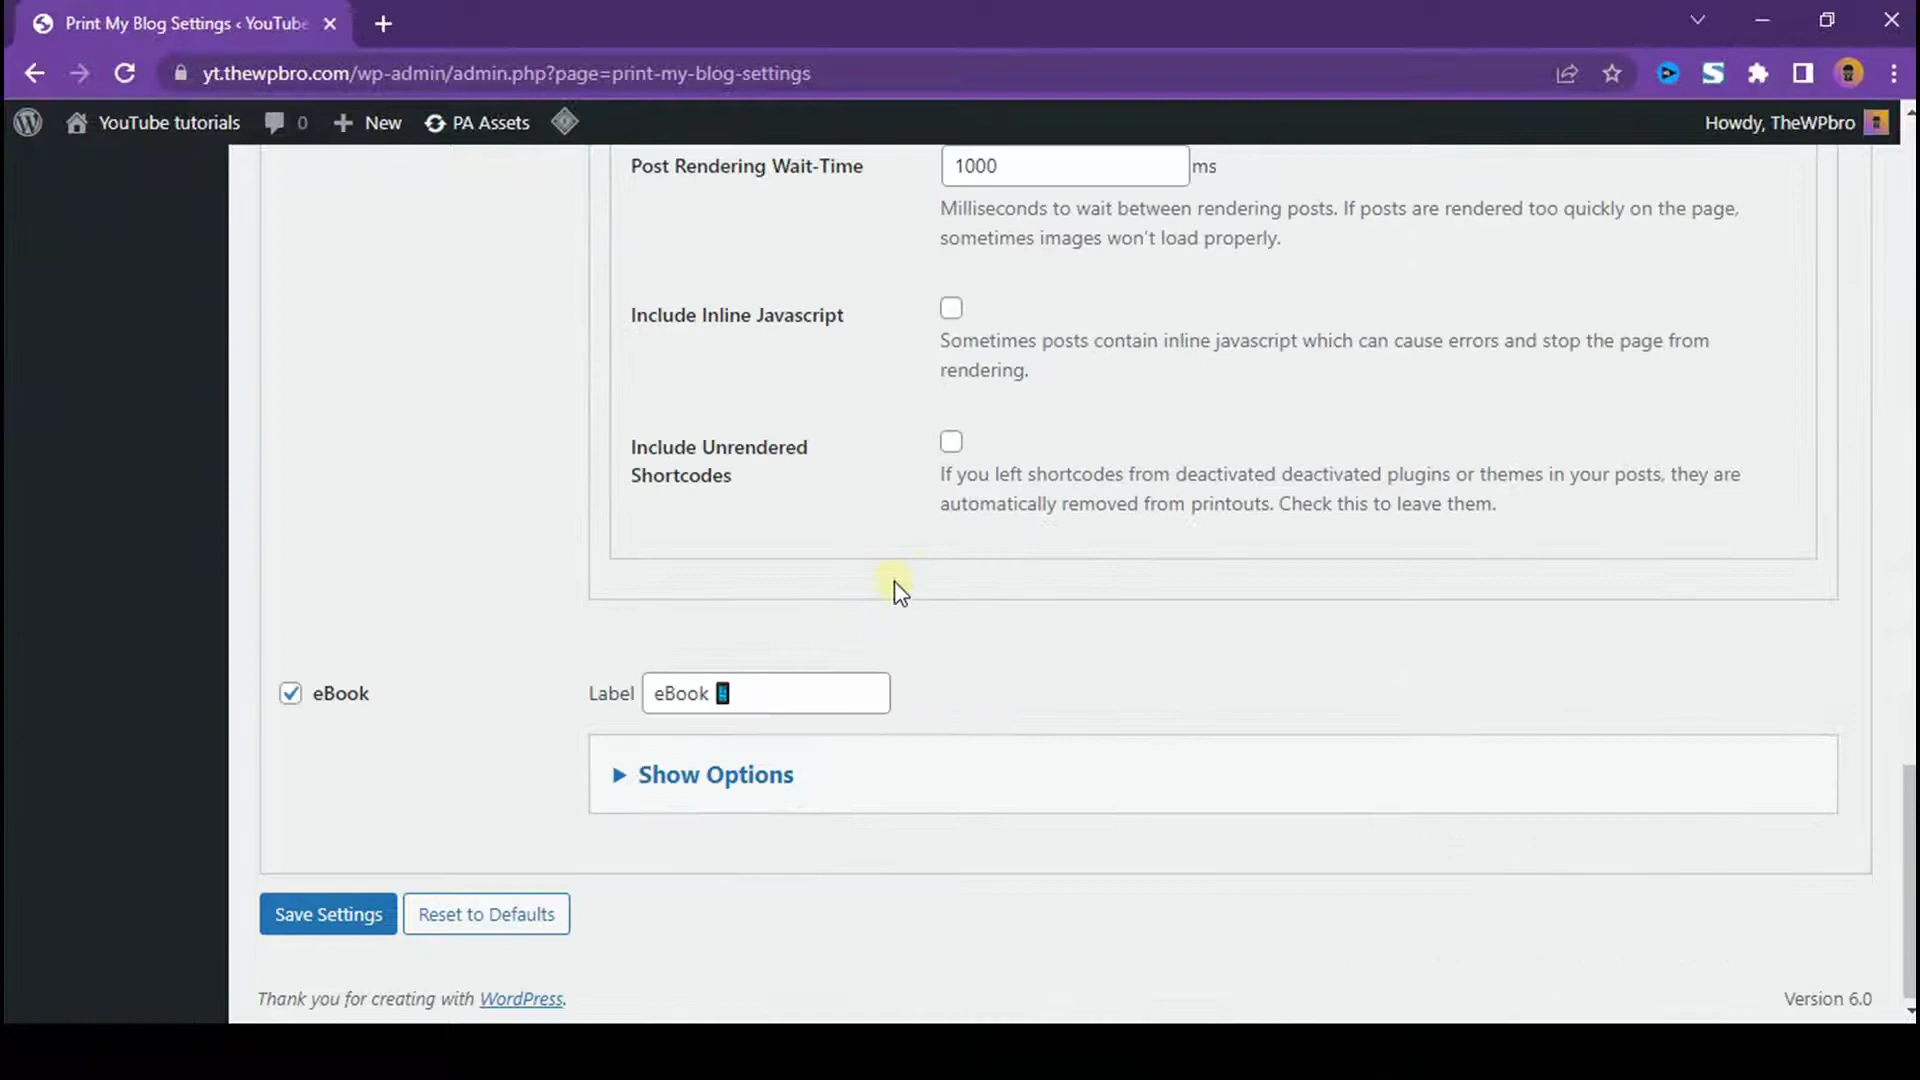 Print My Blog Settings ‹ YouTube
yt.thewpbro.com/wp-admin/admin.php?page=print-my-blog-settings
YouTube tutorials
0
New
PA Assets
Howdy, TheWPbro
Post Rendering Wait-Time
1000
ms
Milliseconds to wait between rendering posts. If posts are rendered too quickly on the page,
sometimes images won't load properly.
Include Inline Javascript
Sometimes posts contain inline javascript which can cause errors and stop the page from
rendering.
Include Unrendered
Shortcodes
If you left shortcodes from deactivated deactivated plugins or themes in your posts, they are
automatically removed from printouts. Check this to leave them.
eBook
Label
eBook 📱
Show Options
Save Settings
Reset to Defaults
Thank you for creating with WordPress.
Version 6.0